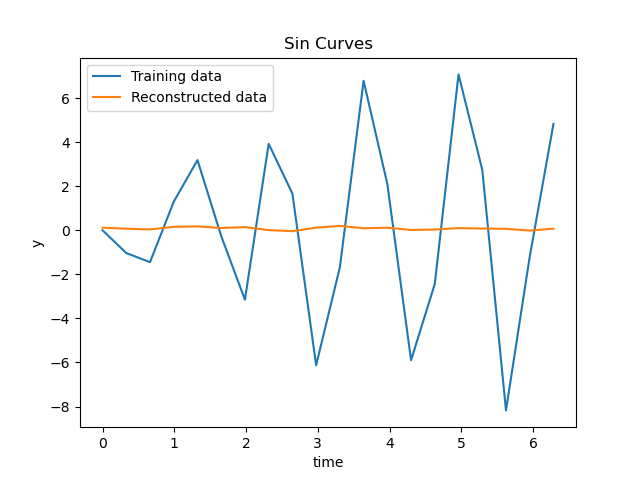 Sin Curves
Training data
Reconstructed data
y
6
4
2
0
−2
−4
−6
−8
0 1 2 3 4 5 6
time